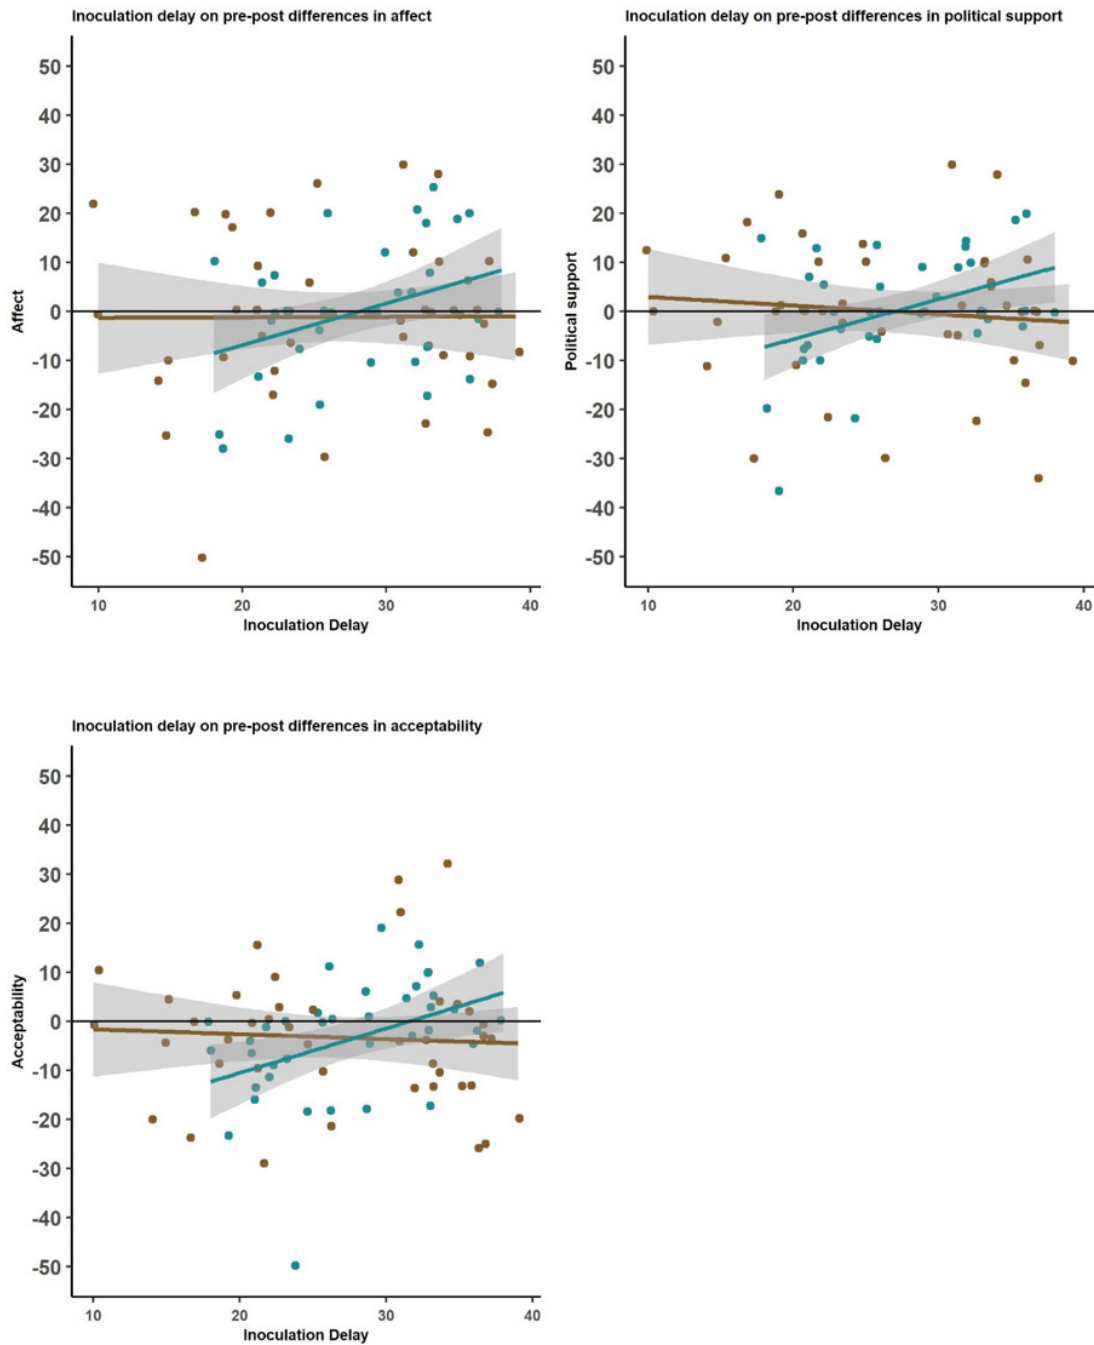 Inoculation delay on pre-post differences in affect
50
40
30
20
10
0
-10
-20
-30
-40
-50
Affect
10 20 30 40
Inoculation Delay
Inoculation delay on pre-post differences in political support
50
40
30
20
10
0
-10
-20
-30
-40
-50
Political support
10 20 30 40
Inoculation Delay
Inoculation delay on pre-post differences in acceptability
50
40
30
20
10
0
-10
-20
-30
-40
-50
Acceptability
10 20 30 40
Inoculation Delay